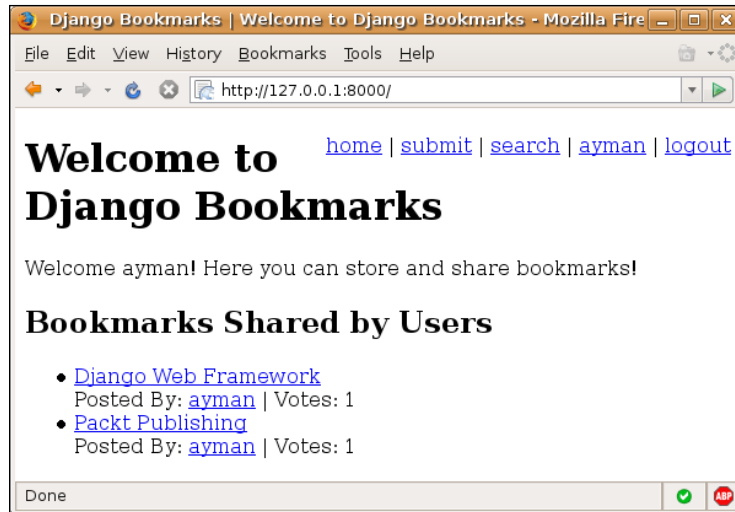 Django Bookmarks | Welcome to Django Bookmarks - Mozilla Fire
File Edit View History Bookmarks Tools Help
http://127.0.0.1:8000/
home | submit | search | ayman | logout
Welcome to
Django Bookmarks
Welcome ayman! Here you can store and share bookmarks!
Bookmarks Shared by Users
Django Web Framework
Posted By: ayman | Votes: 1
Packt Publishing
Posted By: ayman | Votes: 1
Done
ABP